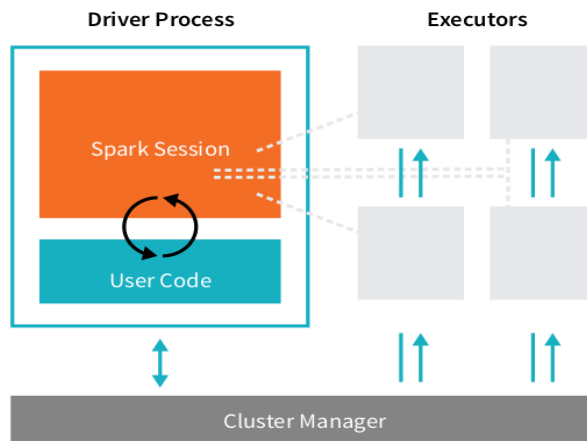 Driver Process
Executors
Spark Session
User Code
Cluster Manager